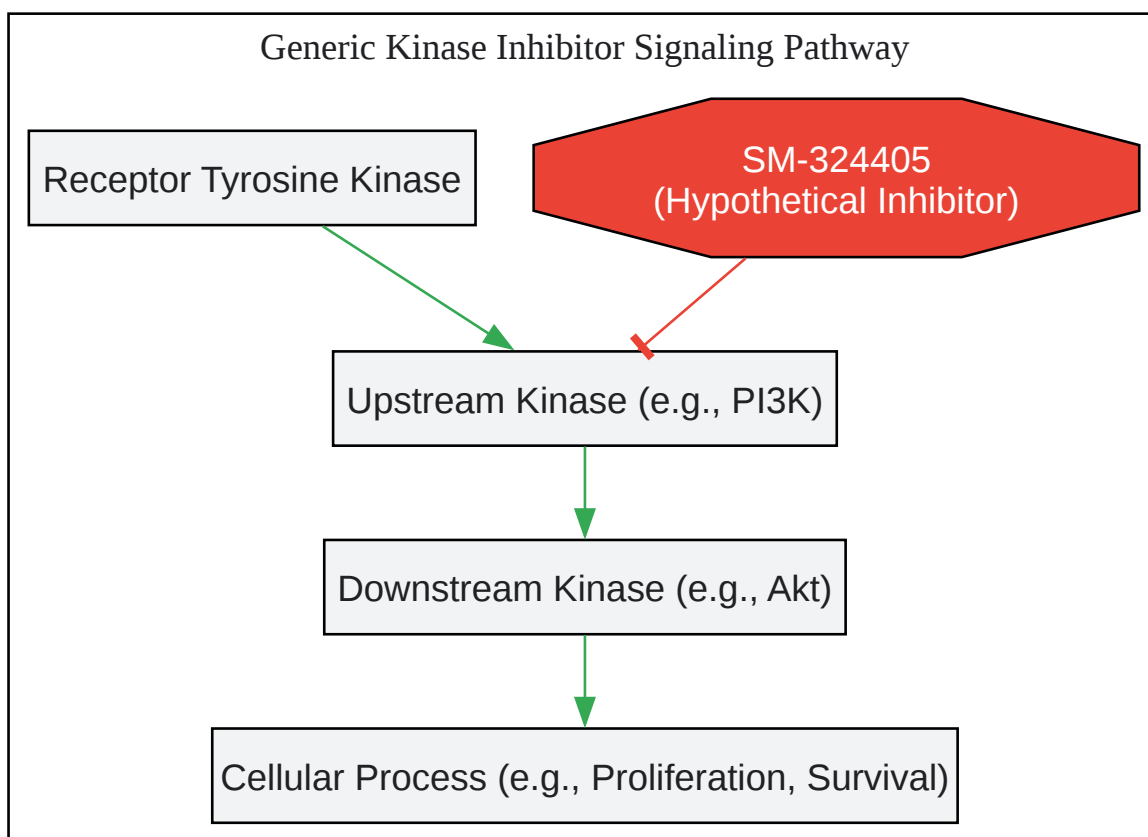 Generic Kinase Inhibitor Signaling Pathway
Receptor Tyrosine Kinase
SM-324405
(Hypothetical Inhibitor)
Upstream Kinase (e.g., PI3K)
Downstream Kinase (e.g., Akt)
Cellular Process (e.g., Proliferation, Survival)